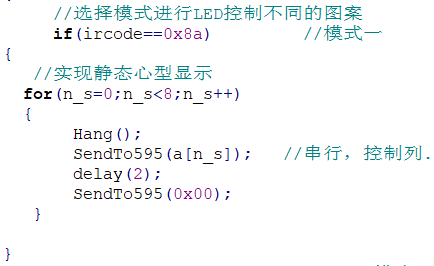 //选择模式进行LED控制不同的图案
if(ircode==0x8a) //模式一
{
//实现静态心型显示
for(n_s=0;n_s<8;n_s++)
{
Hang();
SendTo595(a[n_s]); //串行，控制列.
delay(2);
SendTo595(0x00);
}
}